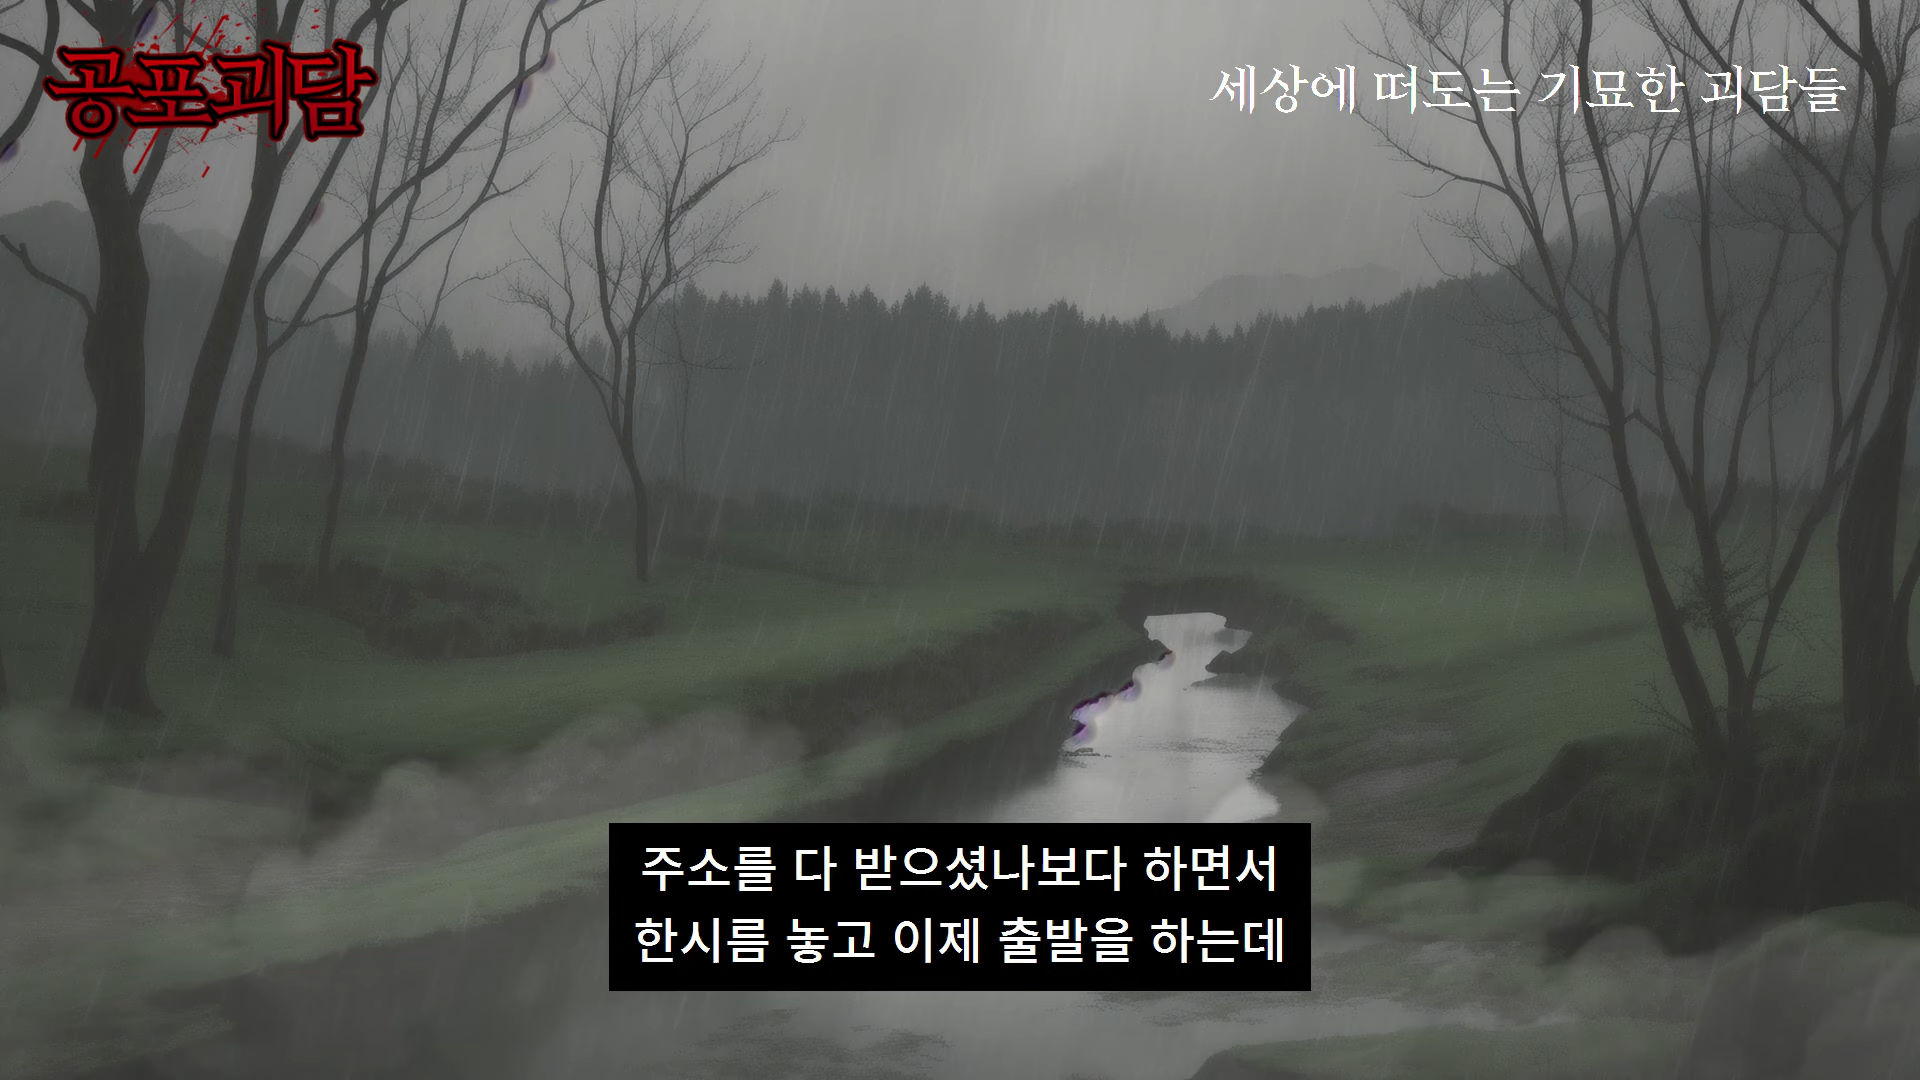 공포괴담
세상에 떠도는 기묘한 괴담들
주소를 다 받으셨나보다 하면서
한시름 놓고 이제 출발을 하는데